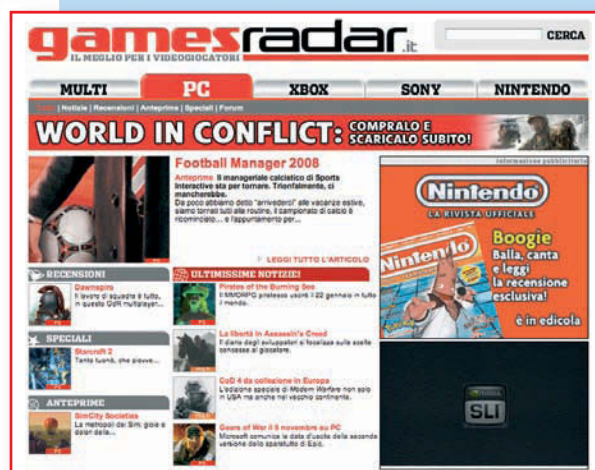 gamesradar.it
IL MEGLIO PER I VIDEOGIOCATORI
CERCA
MULTI
PC
XBOX
SONY
NINTENDO
| Notizie | Recensioni | Anteprime | Speciali | Forum
WORLD IN CONFLICT: COMPRALO E SCARICALO SUBITO!
Football Manager 2008
Anteprime Il manageriale calcistico di Sports
Interactive sta per tornare. Trionfalmente, ci
mancherebbe.
Da poco abbiamo detto "arrivederci" alle vacanze estive,
siamo tornati tutti alla routine, il campionato di calcio è
ricominciato... e l'appuntamento per...
LEGGI TUTTO L'ARTICOLO
RECENSIONI
Dawnspire
Il lavoro di squadra è tutto,
in questo GdR multiplayer...
SPECIALI
Starcraft 2
Tanto tuonò, che piovve...
ANTEPRIME
SimCity Societies
La metropoli dei Sim, gioie e
dolori della...
ULTIMISSIME NOTIZIE!
Pirates of the Burning Sea
Il MMORPG piratesco uscirà il 22 gennaio in tutto
il mondo.
La libertà in Assassin's Creed
Il diario degli sviluppatori si focalizza sulle scelte
concesse al giocatore.
CoD 4 da collezione in Europa
L'edizione speciale di Modern Warfare non solo
in USA ma anche nel vecchio continente.
Gears of War il 9 novembre su PC
Microsoft comunica la data d'uscita della seconda
versione dello sparatutto di Epic.
informazione pubblicitaria
Nintendo
LA RIVISTA UFFICIALE
Nintendo
Boogie
Balla, canta
e leggi
la recensione
esclusiva!
è in edicola
SLI